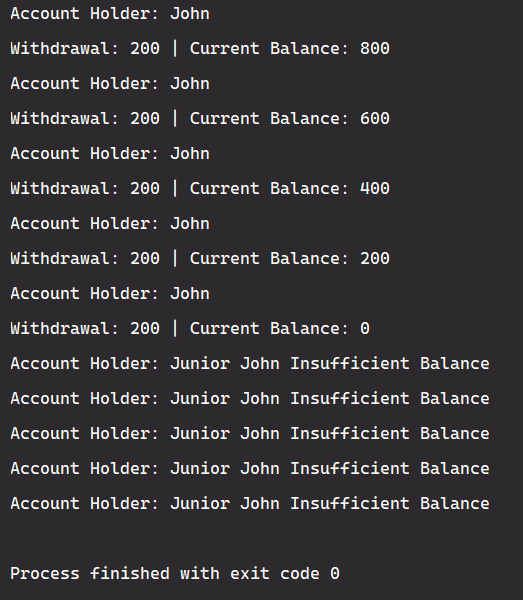 Account Holder: John
Withdrawal: 200 | Current Balance: 800
Account Holder: John
Withdrawal: 200 | Current Balance: 600
Account Holder: John
Withdrawal: 200 | Current Balance: 400
Account Holder: John
Withdrawal: 200 | Current Balance: 200
Account Holder: John
Withdrawal: 200 | Current Balance: 0
Account Holder: Junior John Insufficient Balance
Account Holder: Junior John Insufficient Balance
Account Holder: Junior John Insufficient Balance
Account Holder: Junior John Insufficient Balance
Account Holder: Junior John Insufficient Balance
Process finished with exit code 0